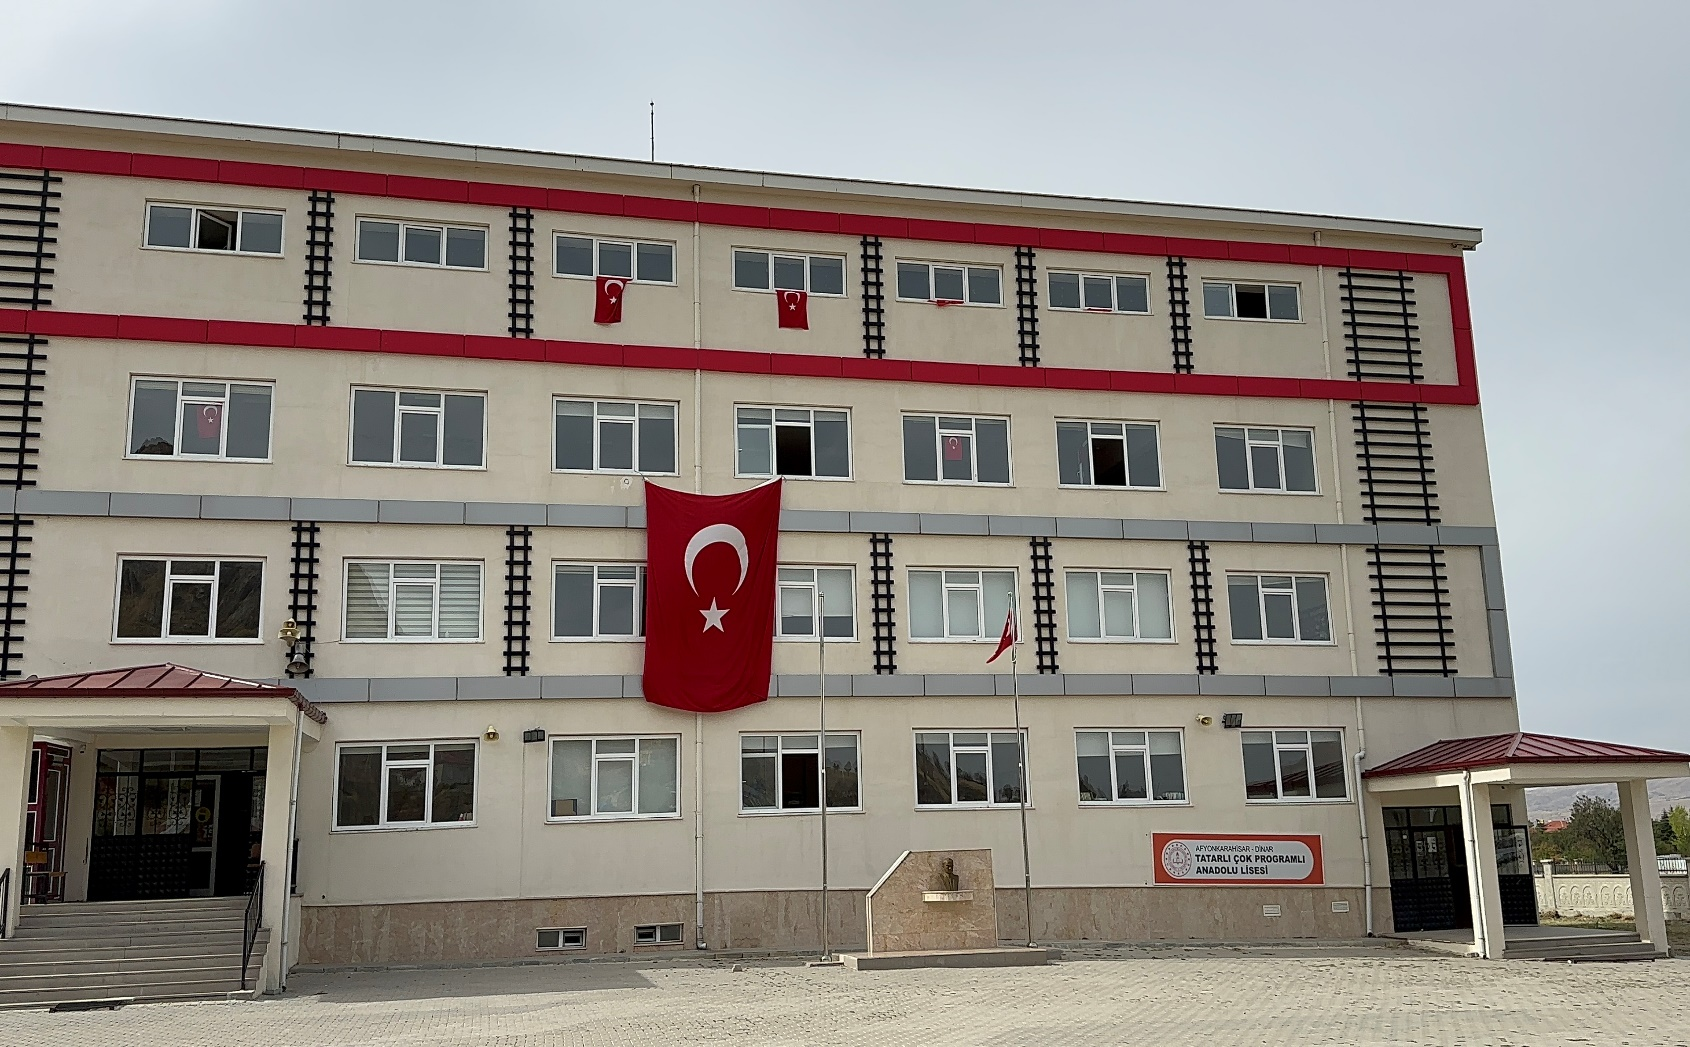 AFYONKARAHİSAR - DİNAR
TATARLI ÇOK PROGRAMLI
ANADOLU LİSESİ